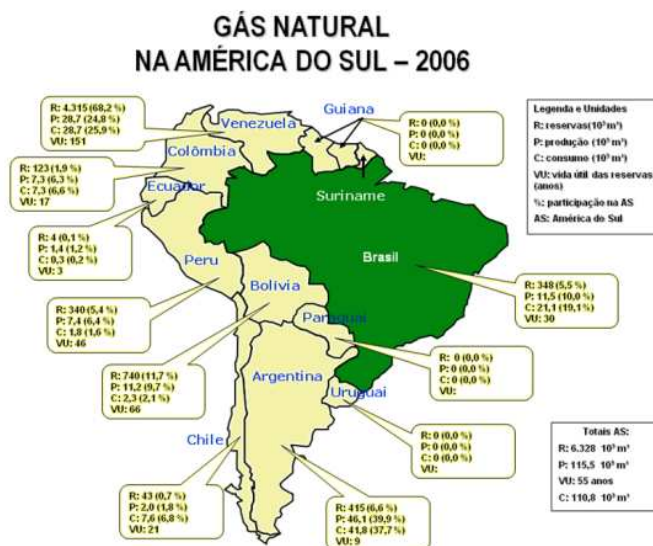 GÁS NATURAL
NA AMÉRICA DO SUL – 2006
R: 4.315 (68,2 %)
P: 28,7 (24,8 %)
C: 28,7 (25,9 %)
VU: 151
Venezuela
Guiana
R: 0 (0,0 %)
P: 0 (0,0 %)
C: 0 (0,0 %)
VU:
Legenda e Unidades
R: reservas(10⁹ m³)
P: produção (10⁹ m³)
C: consumo (10⁹ m³)
VU: vida útil das reservas
(anos)
%: participação na AS
AS: América do Sul
Colômbia
R: 123 (1,9 %)
P: 7,3 (6,3 %)
C: 7,3 (6,6 %)
VU: 17
Ecuador
Suriname
R: 4 (0,1 %)
P: 1,4 (1,2 %)
C: 0,3 (0,2 %)
VU: 3
Peru
Brasil
R: 348 (5,5 %)
P: 11,5 (10,0 %)
C: 21,1 (19,1 %)
VU: 30
Bolívia
R: 340 (5,4 %)
P: 7,4 (6,4 %)
C: 1,8 (1,6 %)
VU: 46
Paraguai
R: 0 (0,0 %)
P: 0 (0,0 %)
C: 0 (0,0 %)
VU:
R: 740 (11,7 %)
P: 11,2 (9,7 %)
C: 2,3 (2,1 %)
VU: 66
Argentina
Uruguai
R: 0 (0,0 %)
P: 0 (0,0 %)
C: 0 (0,0 %)
VU:
Chile
Totais AS:
R: 6.328 10⁹ m³
P: 115,5 10⁹ m³
VU: 55 anos
C: 110,8 10⁹ m³
R: 43 (0,7 %)
P: 2,0 (1,8 %)
C: 7,6 (6,8 %)
VU: 21
R: 415 (6,6 %)
P: 46,1 (39,9 %)
C: 41,8 (37,7 %)
VU: 9